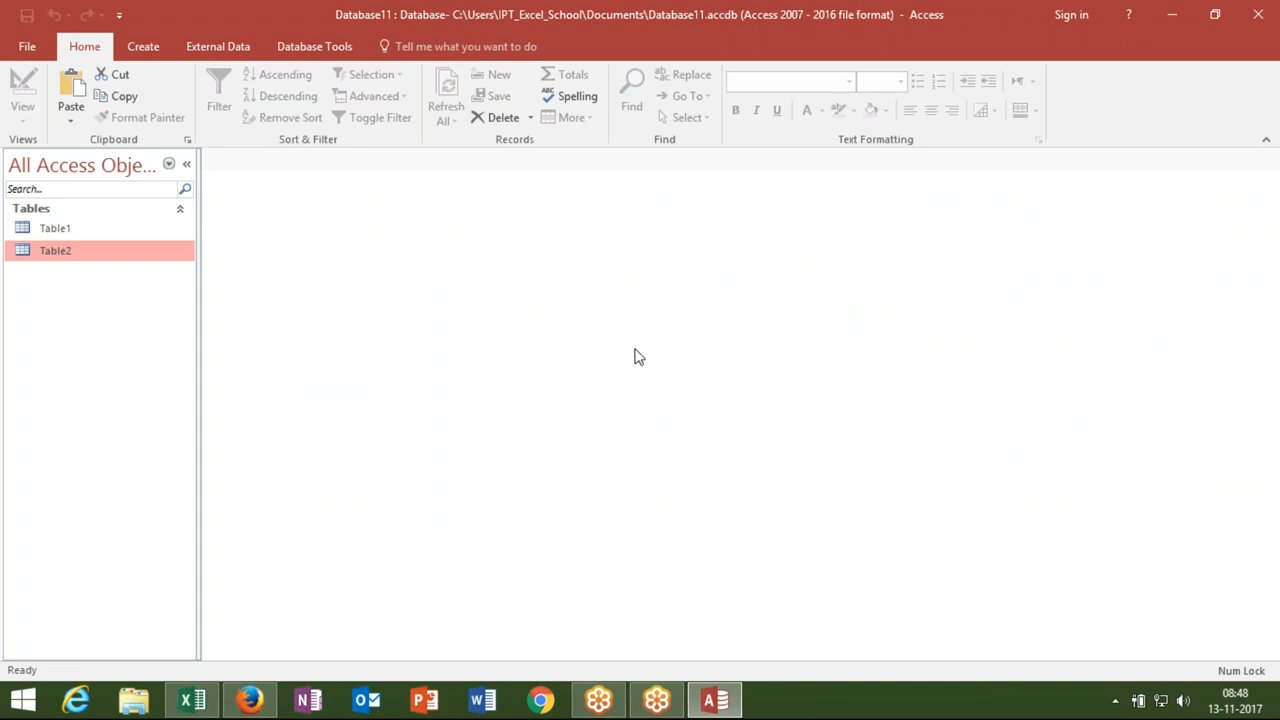 Database11 : Database- C:\Users\IPT_Excel_School\Documents\Database11.accdb (Access 2007 - 2016 file format) - Access
Sign in
?
File
Home
Create
External Data
Database Tools
Tell me what you want to do
View
Views
Paste
Cut
Copy
Format Painter
Clipboard
Filter
Ascending
Descending
Remove Sort
Selection
Advanced
Toggle Filter
Sort & Filter
Refresh
All
New
Save
Delete
Totals
Spelling
More
Records
Find
Replace
Go To
Select
Find
B I U A
Text Formatting
All Access Obje...
Search...
Tables
Table1
Table2
Ready
Num Lock
08:48
13-11-2017